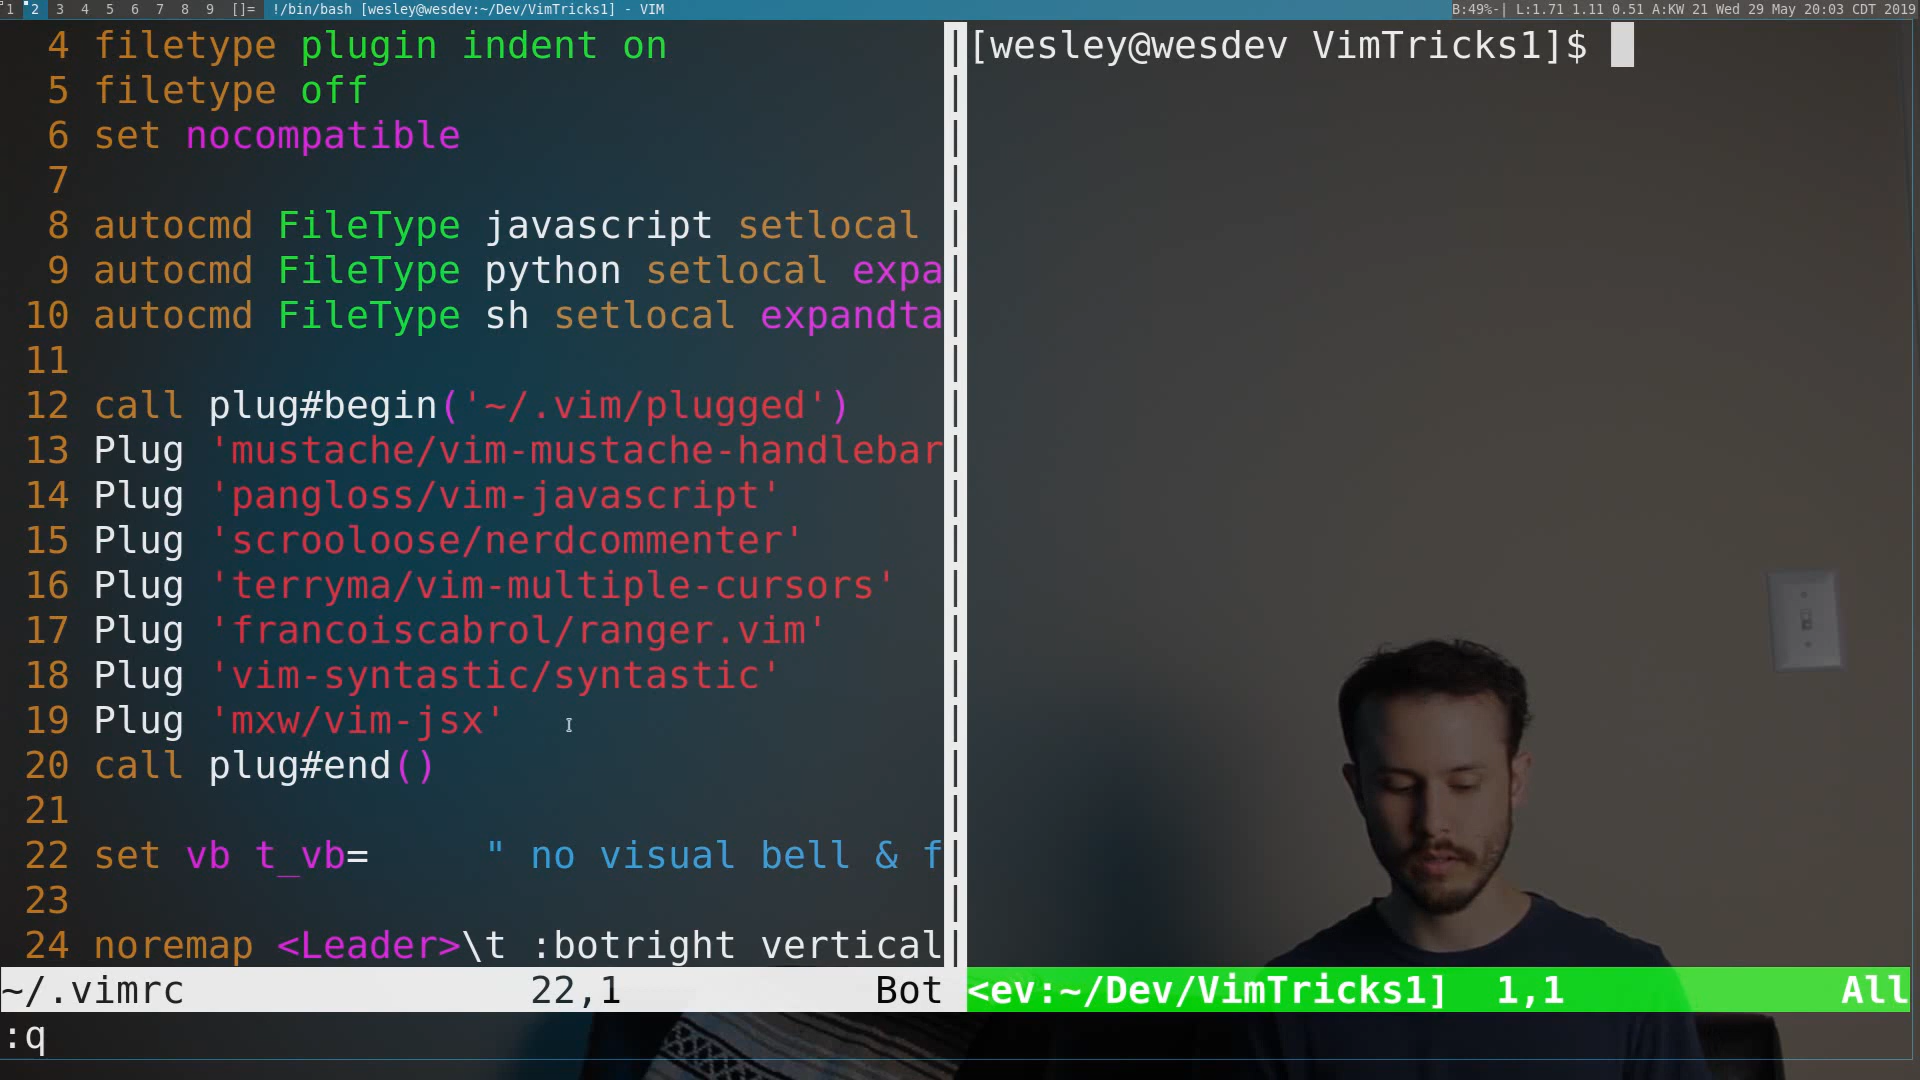 1 2 3 4 5 6 7 8 9 []= !/bin/bash [wesley@wesdev:~/Dev/VimTricks1] - VIM B:49%-| L:1.71 1.11 0.51 A:KW 21 Wed 29 May 20:03 CDT 2019
4 filetype plugin indent on
5 filetype off
6 set nocompatible
7
8 autocmd FileType javascript setlocal
9 autocmd FileType python setlocal expa
10 autocmd FileType sh setlocal expandta
11
12 call plug#begin('~/.vim/plugged')
13 Plug 'mustache/vim-mustache-handlebar
14 Plug 'pangloss/vim-javascript'
15 Plug 'scrooloose/nerdcommenter'
16 Plug 'terryma/vim-multiple-cursors'
17 Plug 'francoiscabrol/ranger.vim'
18 Plug 'vim-syntastic/syntastic'
19 Plug 'mxw/vim-jsx'
20 call plug#end()
21
22 set vb t_vb=     " no visual bell & f
23
24 noremap <Leader>\t :botright vertical
~/.vimrc 22,1 Bot
[wesley@wesdev VimTricks1]$
<ev:~/Dev/VimTricks1] 1,1 All
:q